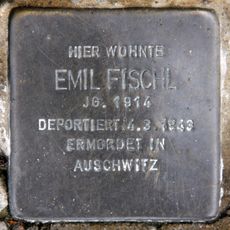 HIER WOHNTE
EMIL FISCHL
JG. 1914
DEPORTIERT 4.3.1943
ERMORDET IN
AUSCHWITZ